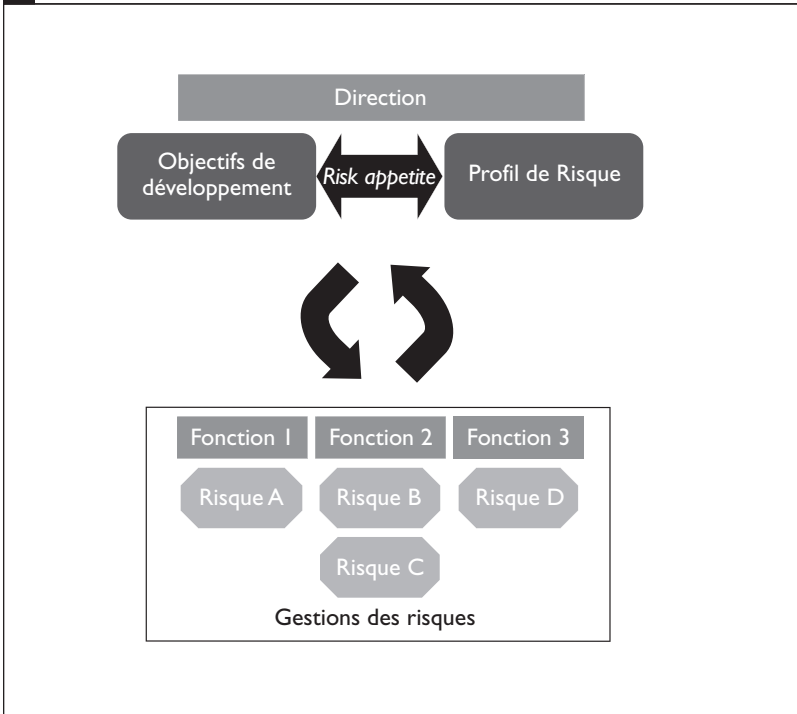 Direction
Objectifs de
développement
Risk appetite
Profil de Risque
Fonction 1
Fonction 2
Fonction 3
Risque A
Risque B
Risque D
Risque C
Gestions des risques